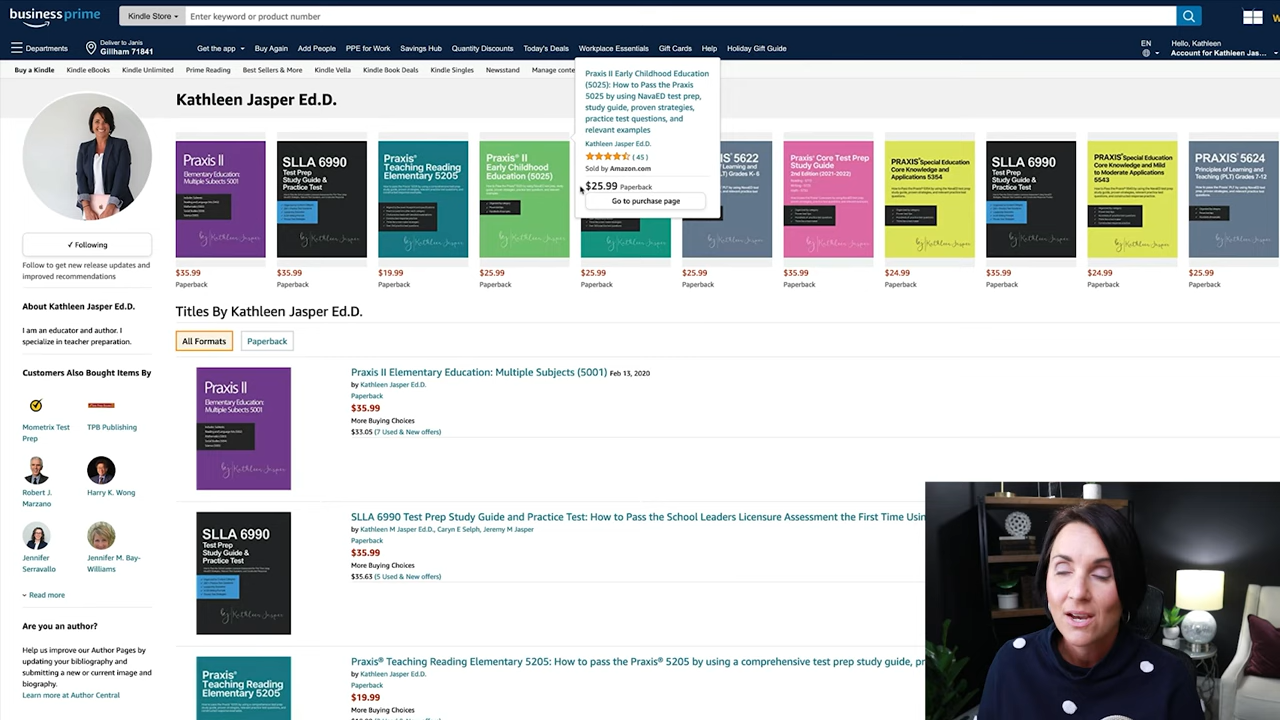 business prime
Kindle Store
Enter keyword or product number
Departments
Deliver to Janis
Gillham 71841
Get the app
Buy Again
Add People
PPE for Work
Savings Hub
Quantity Discounts
Today's Deals
Workplace Essentials
Gift Cards
Help
Holiday Gift Guide
EN
Hello, Kathleen
Account for Kathleen Jas...
Buy a Kindle
Kindle eBooks
Kindle Unlimited
Prime Reading
Best Sellers & More
Kindle Vella
Kindle Book Deals
Kindle Singles
Newsstand
Manage conte
Kathleen Jasper Ed.D.
Praxis II Early Childhood Education
(5025): How to Pass the Praxis
5025 by using NavaED test prep,
study guide, proven strategies,
practice test questions, and
relevant examples
Kathleen Jasper Ed.D.
( 45 )
Sold by Amazon.com
$25.99 Paperback
Go to purchase page
Praxis II
Elementary Education:
Multiple Subjects 5001
by Kathleen Jasper
SLLA 6990
Test Prep
Study Guide &
Practice Test
by Kathleen Jasper
Praxis®
Teaching Reading
Elementary 5205
by Kathleen Jasper
Praxis® II
Early Childhood
Education (5025)
by Kathleen Jasper
by Kathleen Jasper
5622
PLT) Grades K-6
by Kathleen Jasper
Praxis® Core Test Prep
Study Guide
2nd Edition (2021-2022)
by Kathleen Jasper
PRAXIS® Special Education
Core Knowledge and
Applications 5354
by Kathleen Jasper
SLLA 6990
Test Prep
Study Guide &
Practice Test
by Kathleen Jasper
PRAXIS® Special Education
Core Knowledge and Mild
to Moderate Applications
5543
by Kathleen Jasper
PRAXIS® 5624
Principles of Learning and
Teaching (PLT) Grades 7-12
by Kathleen Jasper
$35.99
Paperback
$35.99
Paperback
$19.99
Paperback
$25.99
Paperback
$25.99
Paperback
$25.99
Paperback
$35.99
Paperback
$24.99
Paperback
$35.99
Paperback
$24.99
Paperback
$25.99
Paperback
✓ Following
Follow to get new release updates and
improved recommendations
About Kathleen Jasper Ed.D.
I am an educator and author. I
specialize in teacher preparation.
Customers Also Bought Items By
Mometrix Test
Prep
TPB Publishing
Robert J.
Marzano
Harry K. Wong
Jennifer
Serravallo
Jennifer M. Bay-
Williams
Read more
Are you an author?
Help us improve our Author Pages by
updating your bibliography and
submitting a new or current image and
biography.
Learn more at Author Central
Titles By Kathleen Jasper Ed.D.
All Formats
Paperback
Praxis II
Elementary Education:
Multiple Subjects 5001
by Kathleen Jasper
Praxis II Elementary Education: Multiple Subjects (5001) Feb 13, 2020
by Kathleen Jasper Ed.D.
Paperback
$35.99
More Buying Choices
$33.05 (7 Used & New offers)
SLLA 6990
Test Prep
Study Guide &
Practice Test
by Kathleen Jasper
SLLA 6990 Test Prep Study Guide and Practice Test: How to Pass the School Leaders Licensure Assessment the First Time Usin
by Kathleen M Jasper Ed.D., Caryn E Selph, Jeremy M Jasper
Paperback
$35.99
More Buying Choices
$35.63 (5 Used & New offers)
Praxis®
Teaching Reading
Elementary 5205
Praxis® Teaching Reading Elementary 5205: How to pass the Praxis® 5205 by using a comprehensive test prep study guide, pr
by Kathleen Jasper Ed.D.
Paperback
$19.99
More Buying Choices